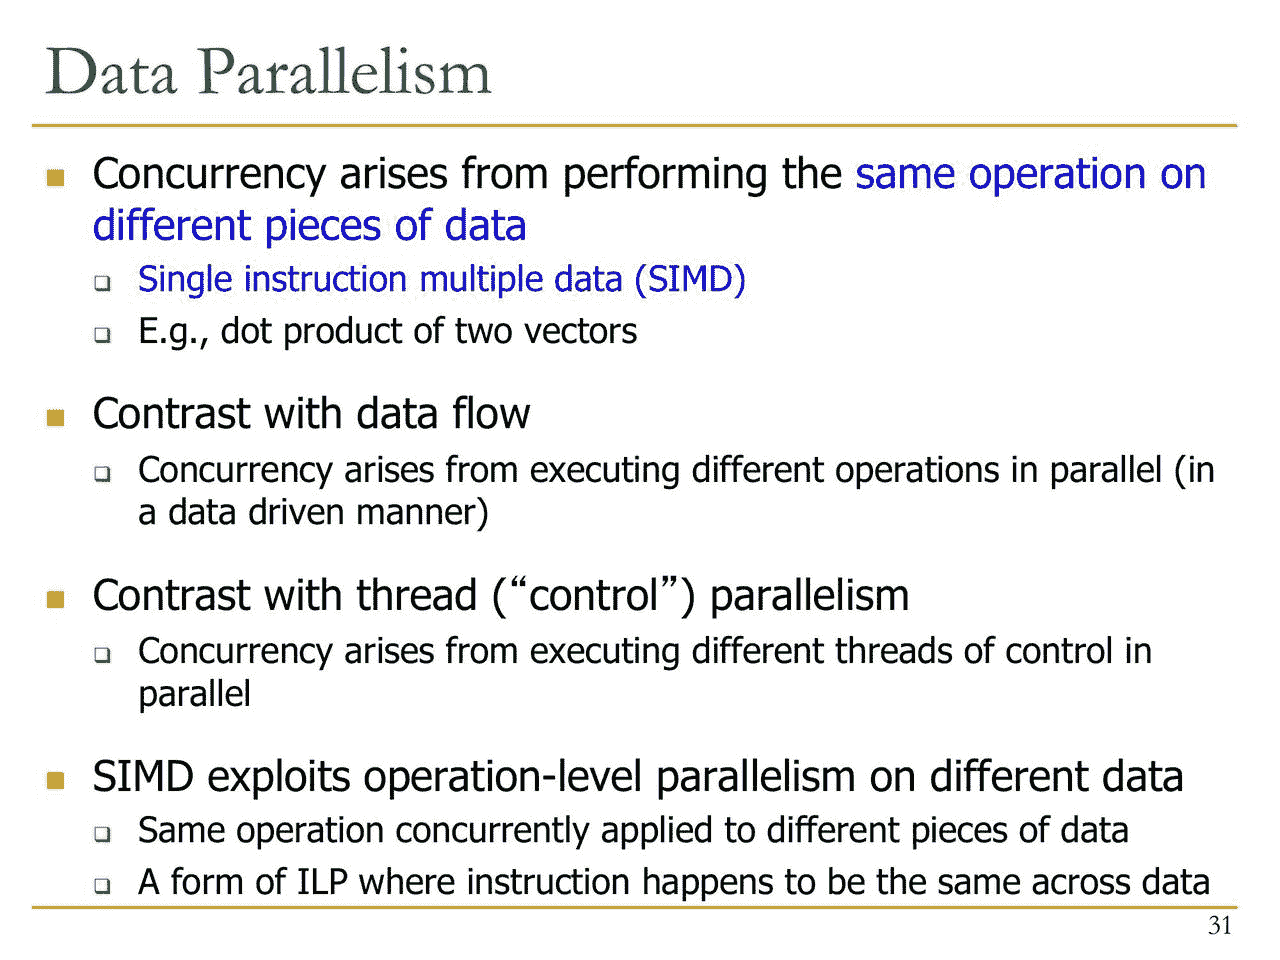 Data Parallelism
Concurrency arises from performing the same operation on
different pieces of data
Single instruction multiple data (SIMD)
E.g., dot product of two vectors
Contrast with data flow
Concurrency arises from executing different operations in parallel (in
a data driven manner)
Contrast with thread (“control”) parallelism
Concurrency arises from executing different threads of control in
parallel
SIMD exploits operation-level parallelism on different data
Same operation concurrently applied to different pieces of data
A form of ILP where instruction happens to be the same across data
31